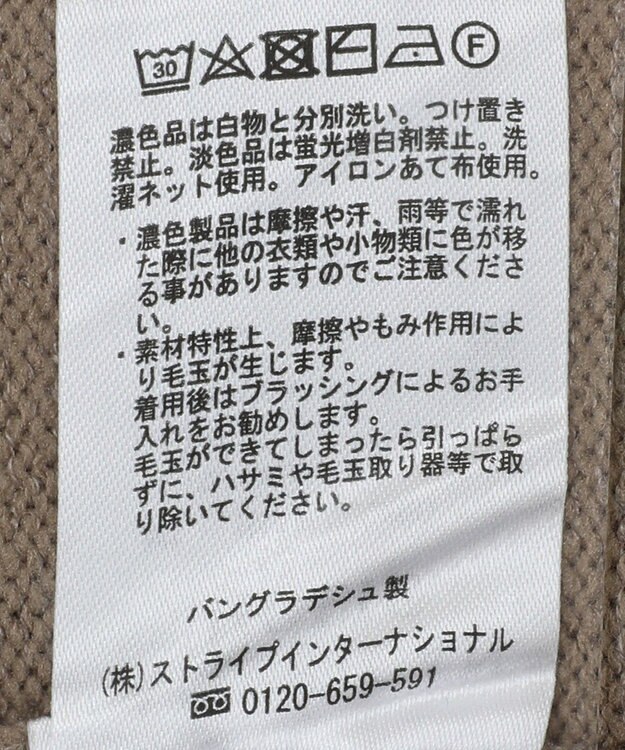 30 F
濃色品は白物と分別洗い。つけ置き
禁止。淡色品は蛍光増白剤禁止。洗
濯ネット使用。アイロンあて布使用。
・濃色製品は摩擦や汗、雨等で濡れ
た際に他の衣類や小物類に色が移
る事がありますのでご注意くださ
い。
・素材特性上、摩擦やもみ作用によ
り毛玉が生じます。
着用後はブラッシングによるお手
入れをお勧めします。
毛玉ができてしまったら引っぱら
ずに、ハサミや毛玉取り器等で取
り除いてください。
バングラデシュ製
(株)ストライプインターナショナル
0120-659-591